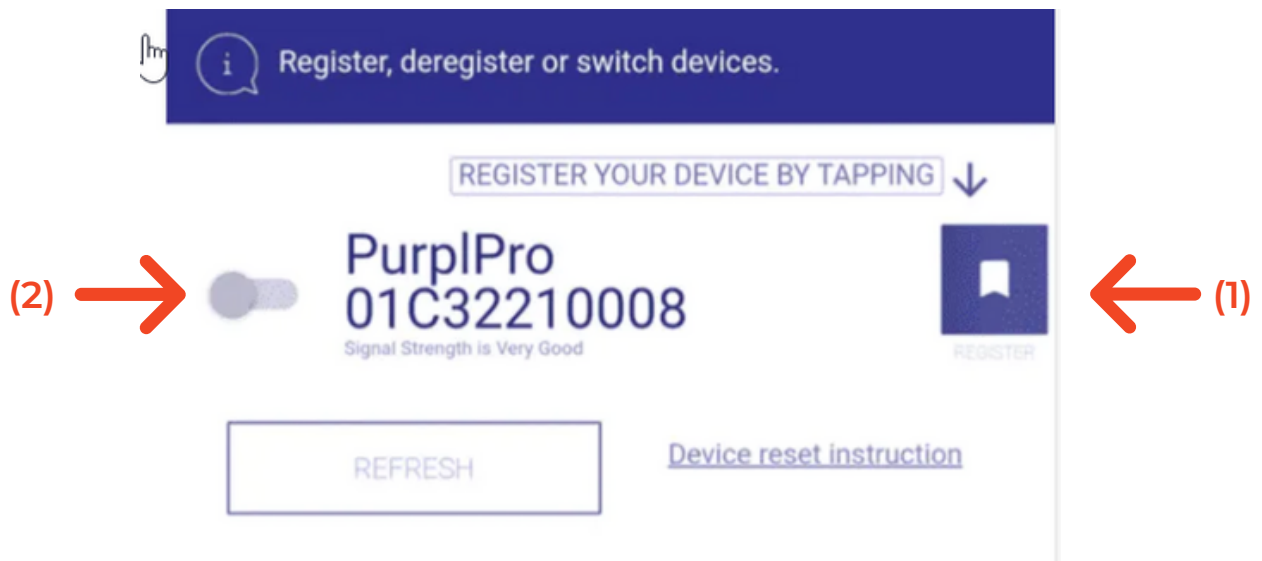 i
Register, deregister or switch devices.
REGISTER YOUR DEVICE BY TAPPING
PurplPro
01C32210008
Signal Strength is Very Good
(2)
(1)
REGISTER
REFRESH
Device reset instruction